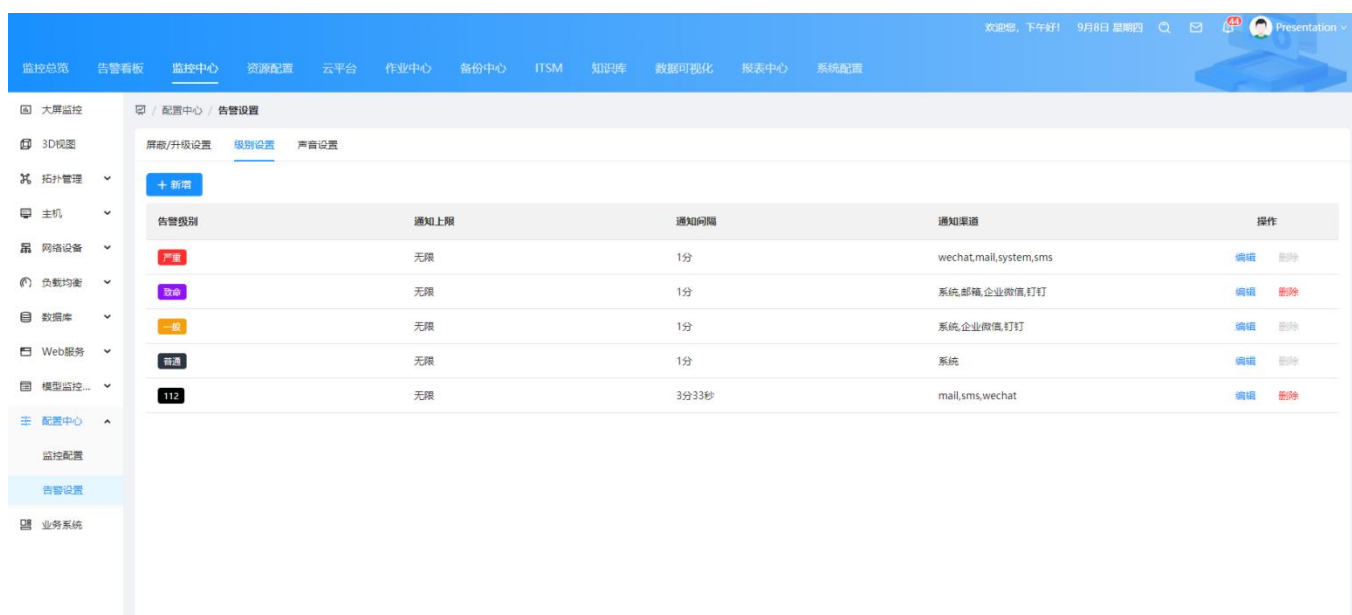 欢迎您，下午好！ 9月8日 星期四 44 Presentation
监控总览 告警看板 监控中心 资源配置 云平台 作业中心 备份中心 ITSM 知识库 数据可视化 报表中心 系统配置
大屏监控
3D视图
拓扑管理
主机
网络设备
负载均衡
数据库
Web服务
模型监控...
配置中心
监控配置
告警设置
业务系统
/ 配置中心 / 告警设置
屏蔽/升级设置 级别设置 声音设置
+ 新增
告警级别 通知上限 通知间隔 通知渠道 操作
严重 无限 1分 wechat,mail,system,sms 编辑 删除
致命 无限 1分 系统,邮箱,企业微信,钉钉 编辑 删除
一般 无限 1分 系统,企业微信,钉钉 编辑 删除
普通 无限 1分 系统 编辑 删除
112 无限 3分33秒 mail,sms,wechat 编辑 删除